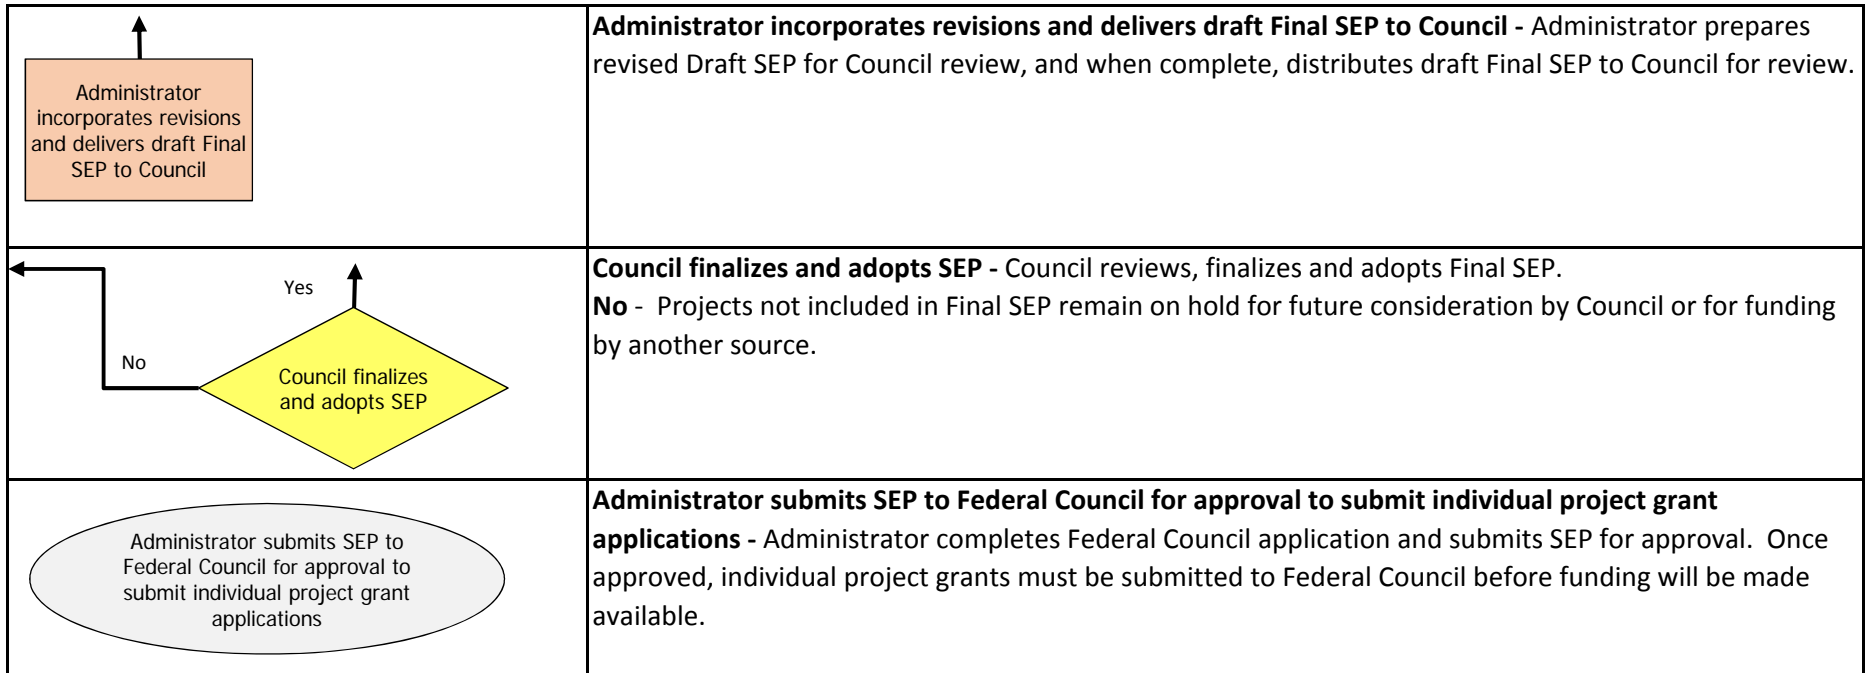 Administrator
incorporates revisions
and delivers draft Final
SEP to Council
Administrator incorporates revisions and delivers draft Final SEP to Council - Administrator prepares
revised Draft SEP for Council review, and when complete, distributes draft Final SEP to Council for review.
Yes
No
Council finalizes
and adopts SEP
Council finalizes and adopts SEP - Council reviews, finalizes and adopts Final SEP.
No - Projects not included in Final SEP remain on hold for future consideration by Council or for funding
by another source.
Administrator submits SEP to
Federal Council for approval to
submit individual project grant
applications
Administrator submits SEP to Federal Council for approval to submit individual project grant
applications - Administrator completes Federal Council application and submits SEP for approval. Once
approved, individual project grants must be submitted to Federal Council before funding will be made
available.